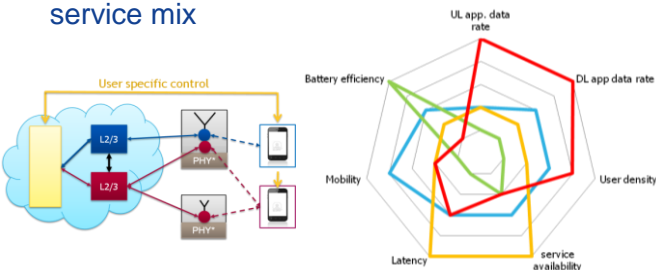 service mix
User specific control
L2/3
L2/3
PHY*
PHY*
UL app. data
rate
DL app data rate
User density
service
availability
Latency
Mobility
Battery efficiency